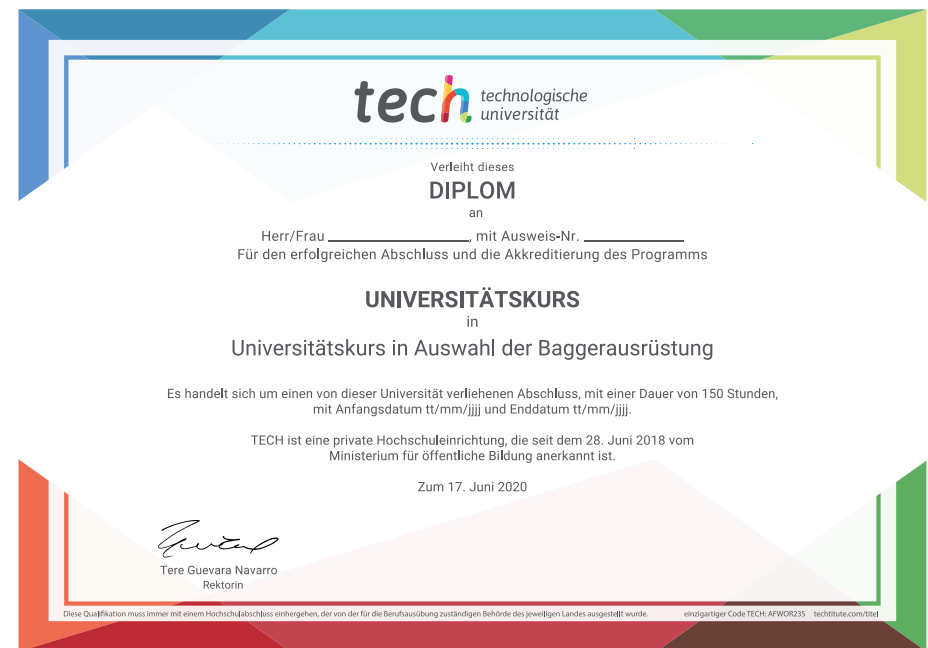 tech technologische
universität
Verleiht dieses
DIPLOM
an
Herr/Frau ____________, mit Ausweis-Nr. ____________
Für den erfolgreichen Abschluss und die Akkreditierung des Programms
UNIVERSITÄTSKURS
in
Universitätskurs in Auswahl der Baggerausrüstung
Es handelt sich um einen von dieser Universität verliehenen Abschluss, mit einer Dauer von 150 Stunden,
mit Anfangsdatum tt/mm/jjjj und Enddatum tt/mm/jjjj.
TECH ist eine private Hochschuleinrichtung, die seit dem 28. Juni 2018 vom
Ministerium für öffentliche Bildung anerkannt ist.
Zum 17. Juni 2020
Tere Guevara Navarro
Rektorin
Diese Qualifikation muss immer mit einem Hochschulabschluss einhergehen, der von der für die Berufsausübung zuständigen Behörde des jeweiligen Landes ausgestellt wurde. einzigartiger Code TECH: AFWOR23S techtitute.com/titel